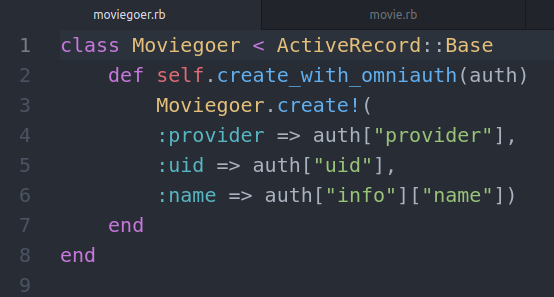 moviegoer.rb movie.rb
1 class Moviegoer < ActiveRecord::Base
2     def self.create_with_omniauth(auth)
3         Moviegoer.create!(
4         :provider => auth["provider"],
5         :uid => auth["uid"],
6         :name => auth["info"]["name"])
7     end
8 end
9